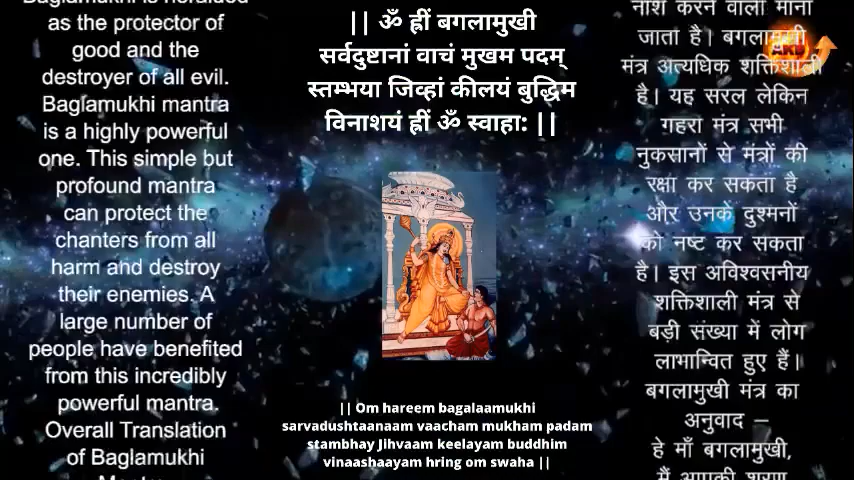 Baglamukhi is heralded
as the protector of
good and the
destroyer of all evil.
Baglamukhi mantra
is a highly powerful
one. This simple but
profound mantra
can protect the
chanters from all
harm and destroy
their enemies. A
large number of
people have benefited
from this incredibly
powerful mantra.
Overall Translation
of Baglamukhi
|| ॐ ह्रीं बगलामुखी
सर्वदुष्टानां वाचं मुखम पदम्
स्तम्भया जिव्हां कीलयं बुद्धिम
विनाशयं ह्रीं ॐ स्वाहा: ||
|| Om hareem bagalaamukhi
sarvadushtaanaam vaacham mukham padam
stambhay Jihvaam keelayam buddhim
vinaashaayam hring om swaha ||
नाश करने वाला माना
जाता है। बगलामुखी
मंत्र अत्यधिक शक्तिशाली
है। यह सरल लेकिन
गहरा मंत्र सभी
नुकसानों से मंत्रों की
रक्षा कर सकता है
और उनके दुश्मनों
को नष्ट कर सकता
है। इस अविश्वसनीय
शक्तिशाली मंत्र से
बड़ी संख्या में लोग
लाभान्वित हुए हैं।
बगलामुखी मंत्र का
अनुवाद –
हे माँ बगलामुखी,
मैं आपकी शरण